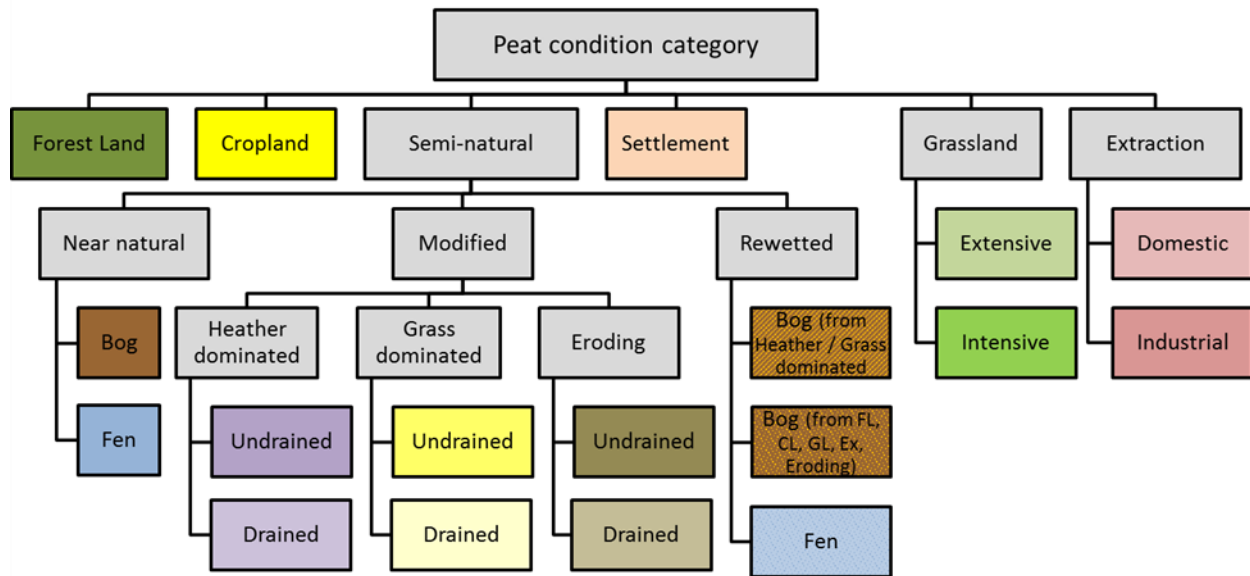 Peat condition category
Forest Land
Cropland
Semi-natural
Settlement
Grassland
Extraction
Near natural
Modified
Rewetted
Extensive
Domestic
Bog
Heather
dominated
Grass
dominated
Eroding
Bog (from
Heather / Grass
dominated
Intensive
Industrial
Fen
Undrained
Undrained
Undrained
Bog (from FL,
CL, GL, Ex,
Eroding)
Drained
Drained
Drained
Fen